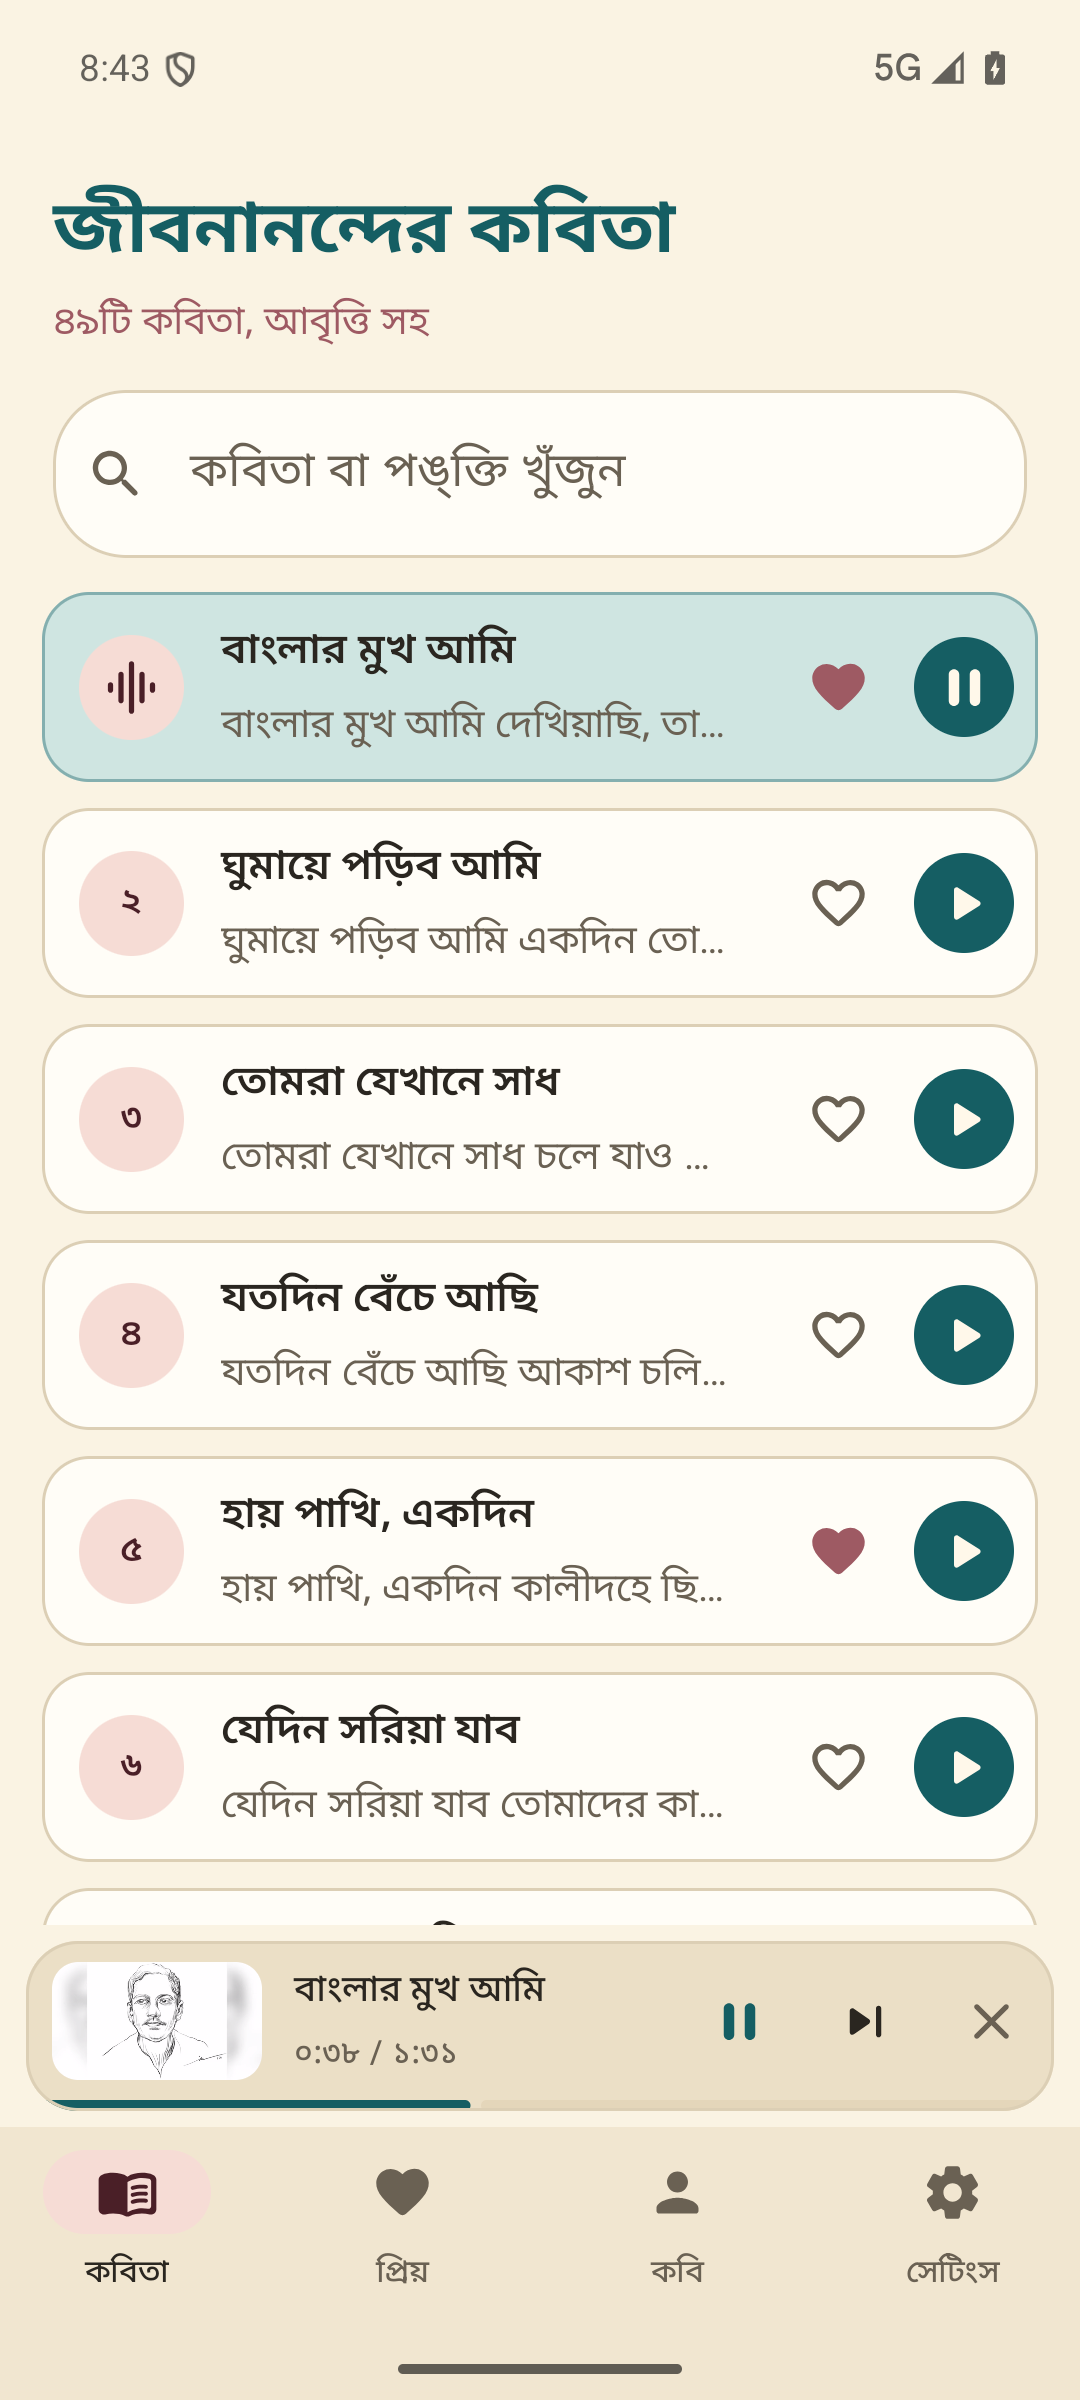 8:43
5G
জীবনানন্দের কবিতা
৪৯টি কবিতা, আবৃত্তি সহ
কবিতা বা পঙ্‌ক্তি খুঁজুন
বাংলার মুখ আমি
বাংলার মুখ আমি দেখিয়াছি, তা...
২
ঘুমায়ে পড়িব আমি
ঘুমায়ে পড়িব আমি একদিন তো...
৩
তোমরা যেখানে সাধ
তোমরা যেখানে সাধ চলে যাও ...
৪
যতদিন বেঁচে আছি
যতদিন বেঁচে আছি আকাশ চলি...
৫
হায় পাখি, একদিন
হায় পাখি, একদিন কালীদহে ছি...
৬
যেদিন সরিয়া যাব
যেদিন সরিয়া যাব তোমাদের কা...
বাংলার মুখ আমি
০:৩৮ / ১:৩১
কবিতা
প্রিয়
কবি
সেটিংস